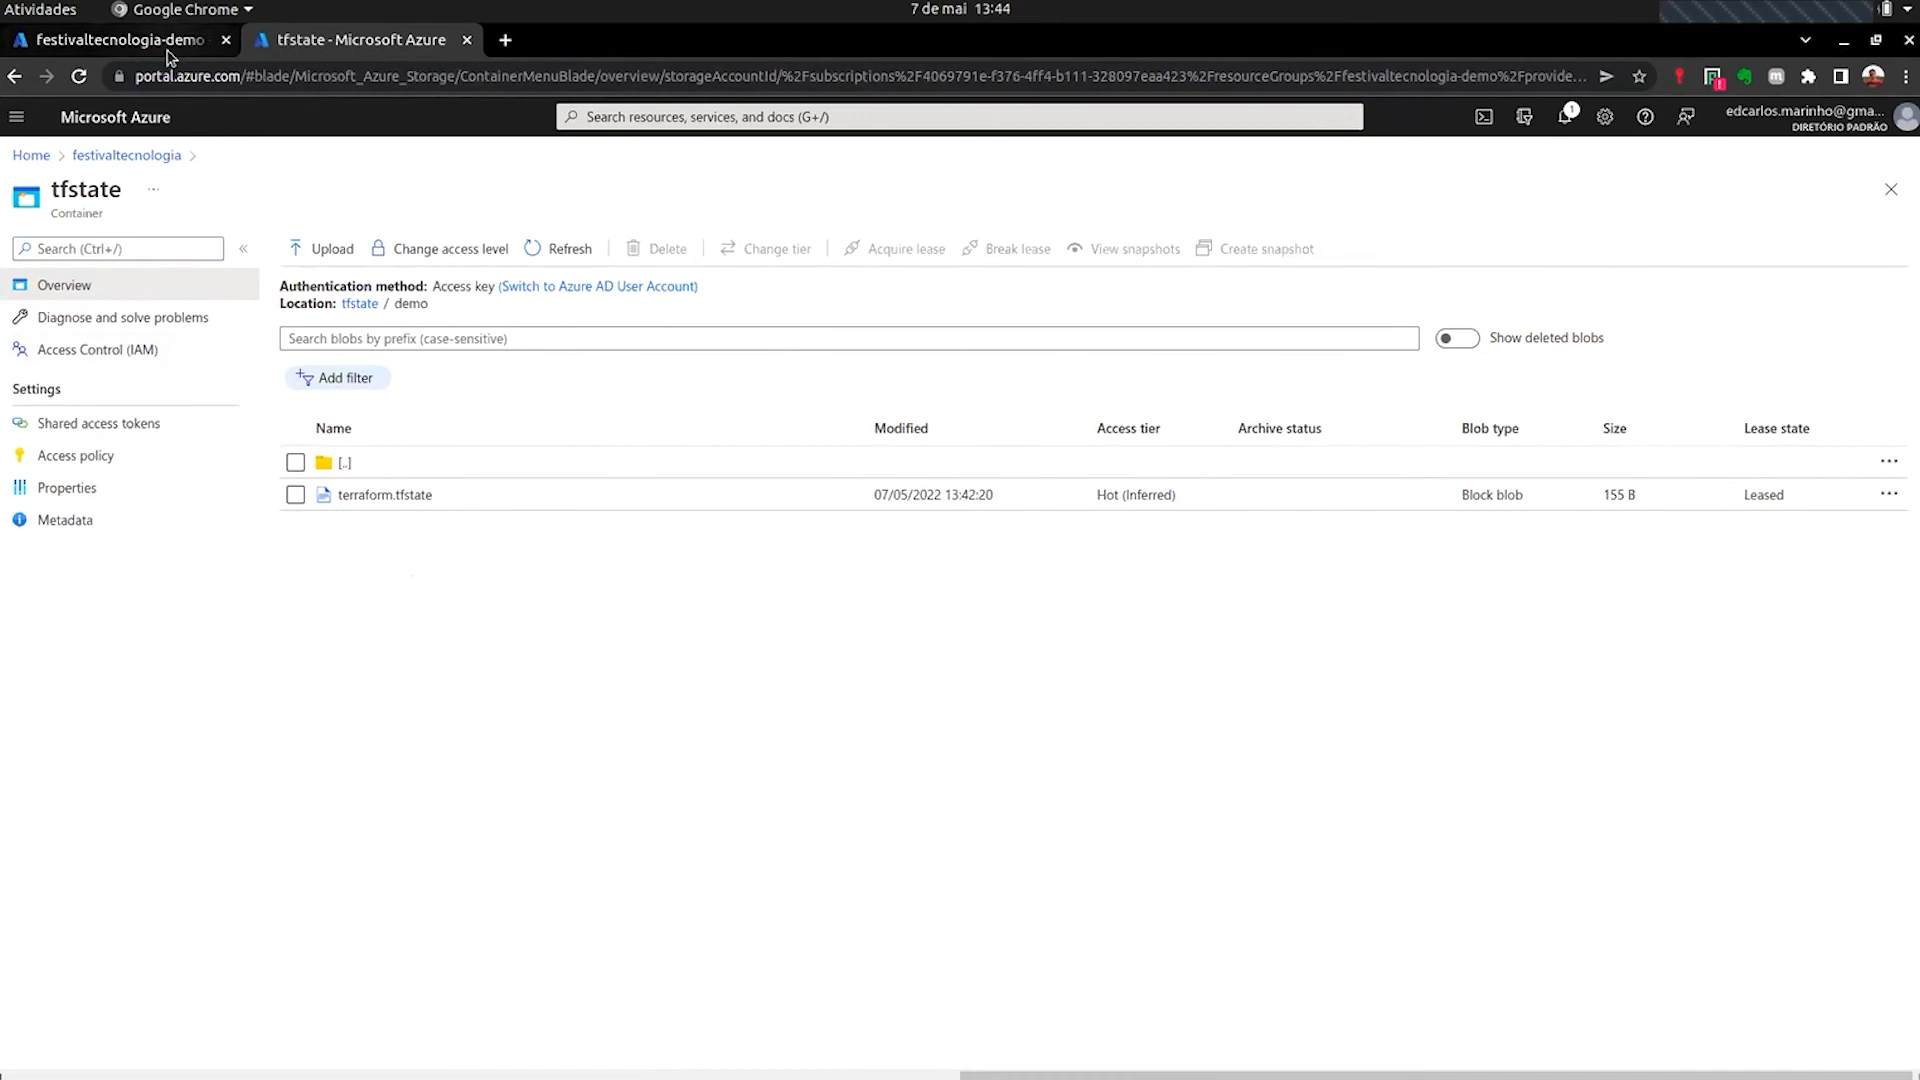 Atividades
Google Chrome
7 de mai 13:44
festivaltecnologia-demo
tfstate - Microsoft Azure
portal.azure.com/#blade/Microsoft_Azure_Storage/ContainerMenuBlade/overview/storageAccountId/%2Fsubscriptions%2F4069791e-f376-4ff4-b111-328097eaa423%2FresourceGroups%2Ffestivaltecnologia-demo%2Fprovide...
Microsoft Azure
Search resources, services, and docs (G+/)
1
edcarlos.marinho@gma...
DIRETÓRIO PADRÃO
Home > festivaltecnologia >
tfstate ...
Container
Search (Ctrl+/)
«
Upload
Change access level
Refresh
Delete
Change tier
Acquire lease
Break lease
View snapshots
Create snapshot
Overview
Diagnose and solve problems
Access Control (IAM)
Settings
Shared access tokens
Access policy
Properties
Metadata
Authentication method: Access key (Switch to Azure AD User Account)
Location: tfstate / demo
Search blobs by prefix (case-sensitive)
Show deleted blobs
Add filter
Name Modified Access tier Archive status Blob type Size Lease state
[..] ...
terraform.tfstate 07/05/2022 13:42:20 Hot (Inferred) Block blob 155 B Leased ...